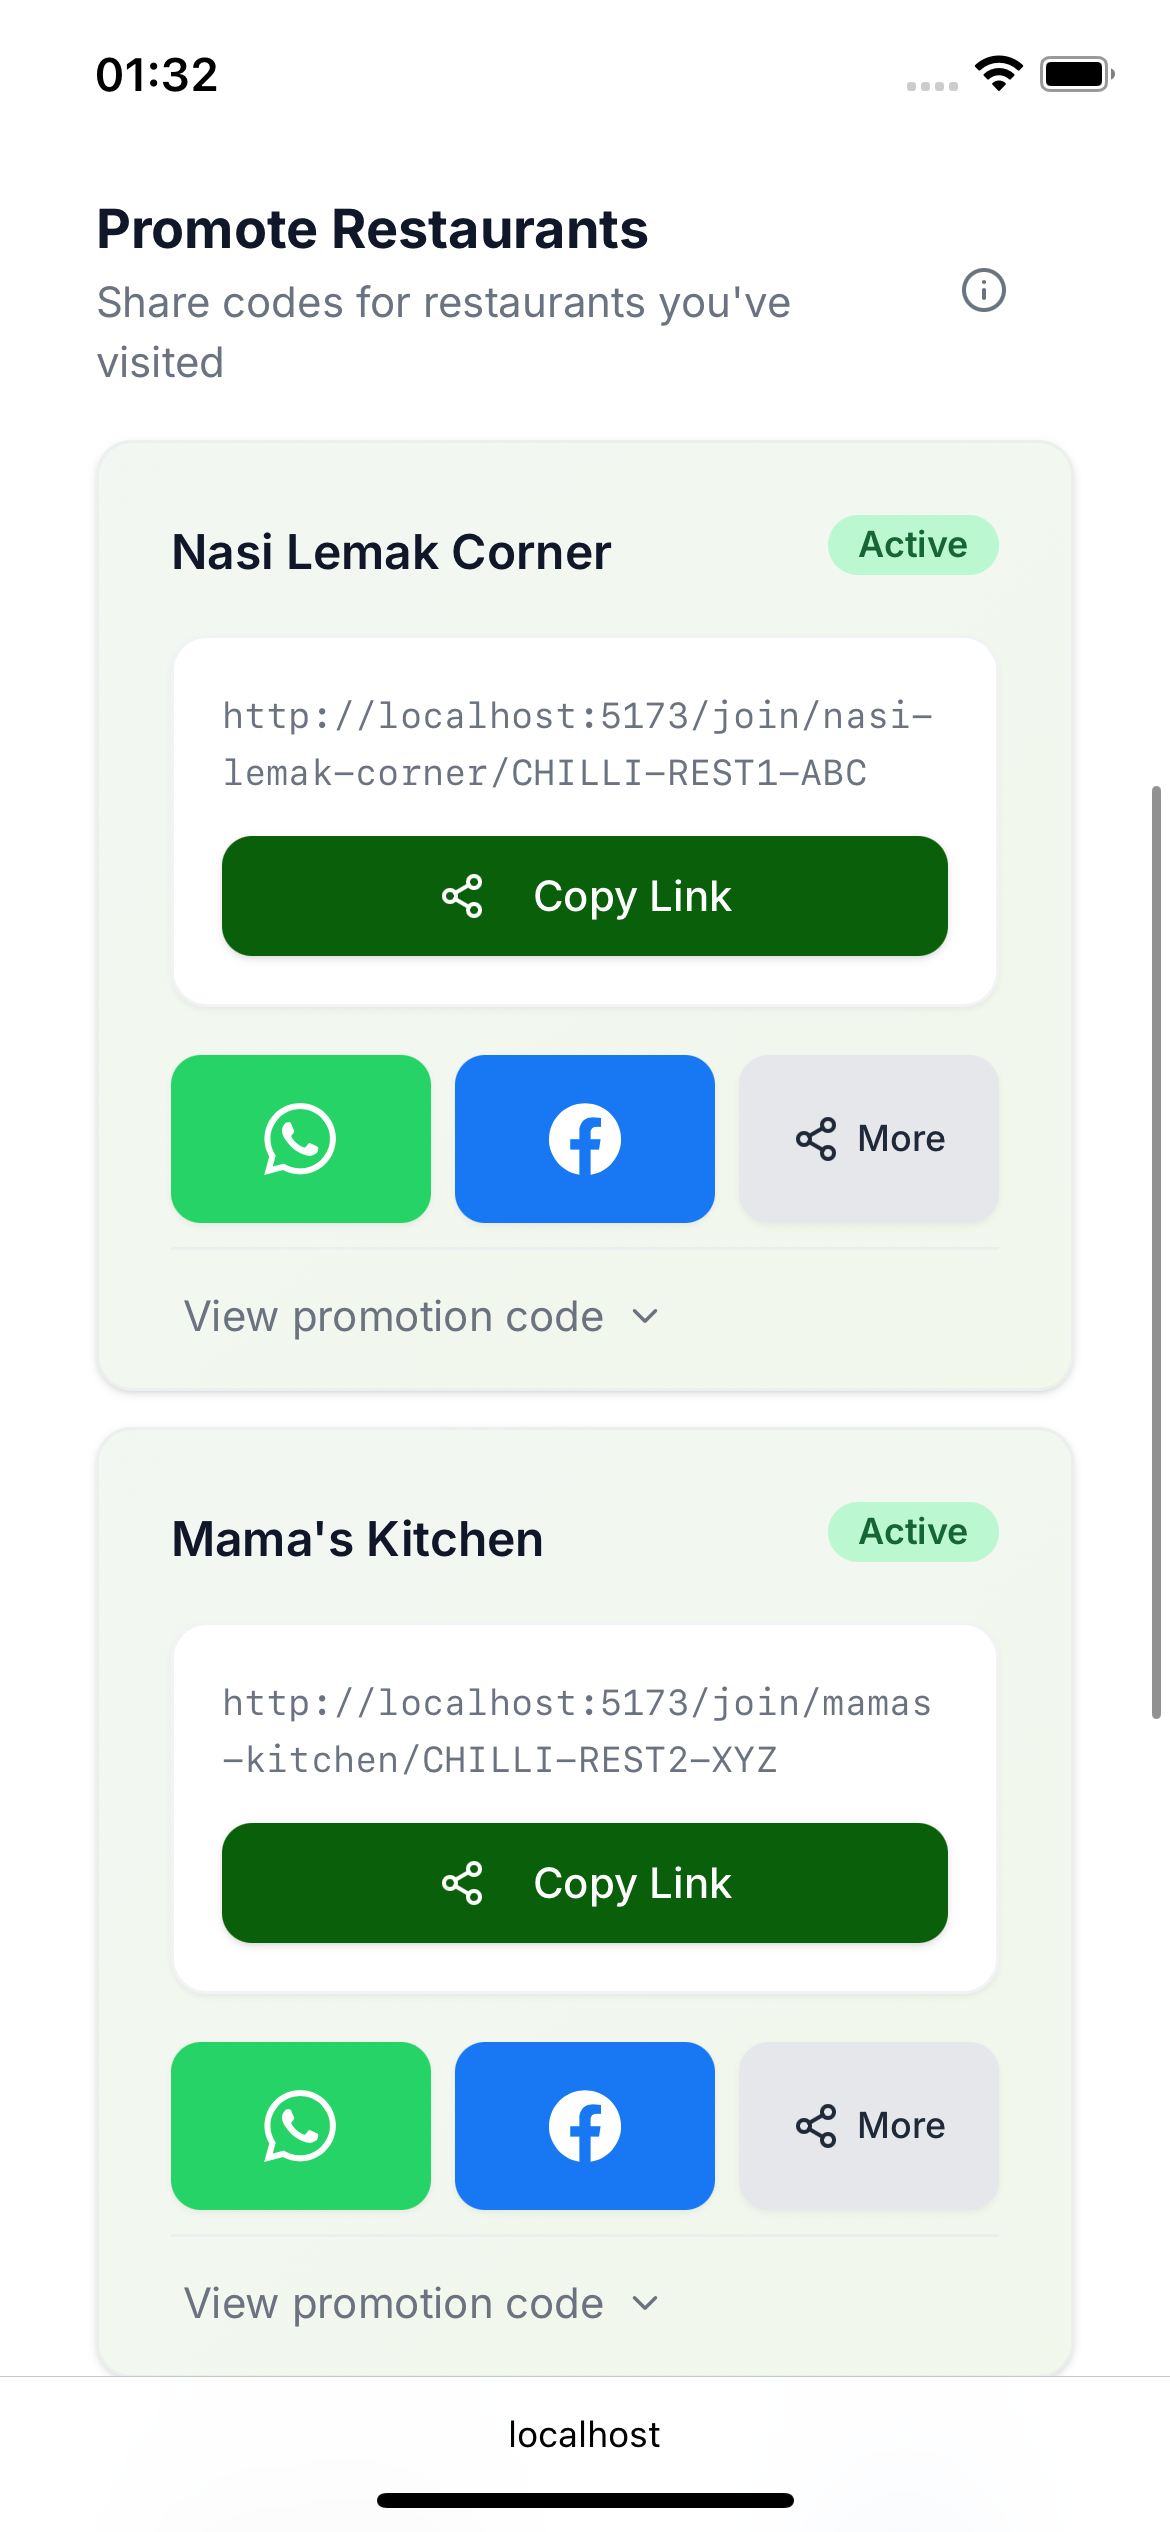 01:32
Promote Restaurants
Share codes for restaurants you've
visited
Nasi Lemak Corner
Active
http://localhost:5173/join/nasi-
lemak-corner/CHILLI-REST1-ABC
Copy Link
More
View promotion code
Mama's Kitchen
Active
http://localhost:5173/join/mamas
-kitchen/CHILLI-REST2-XYZ
Copy Link
More
View promotion code
localhost